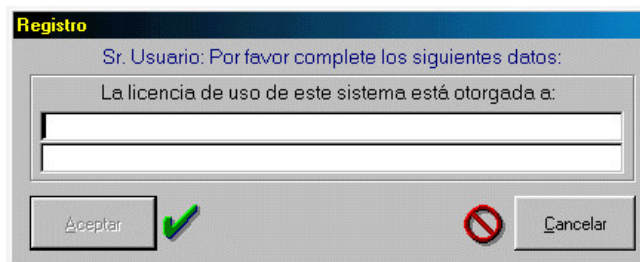 Registro
Sr. Usuario: Por favor complete los siguientes datos:
La licencia de uso de este sistema está otorgada a:
Aceptar
Cancelar